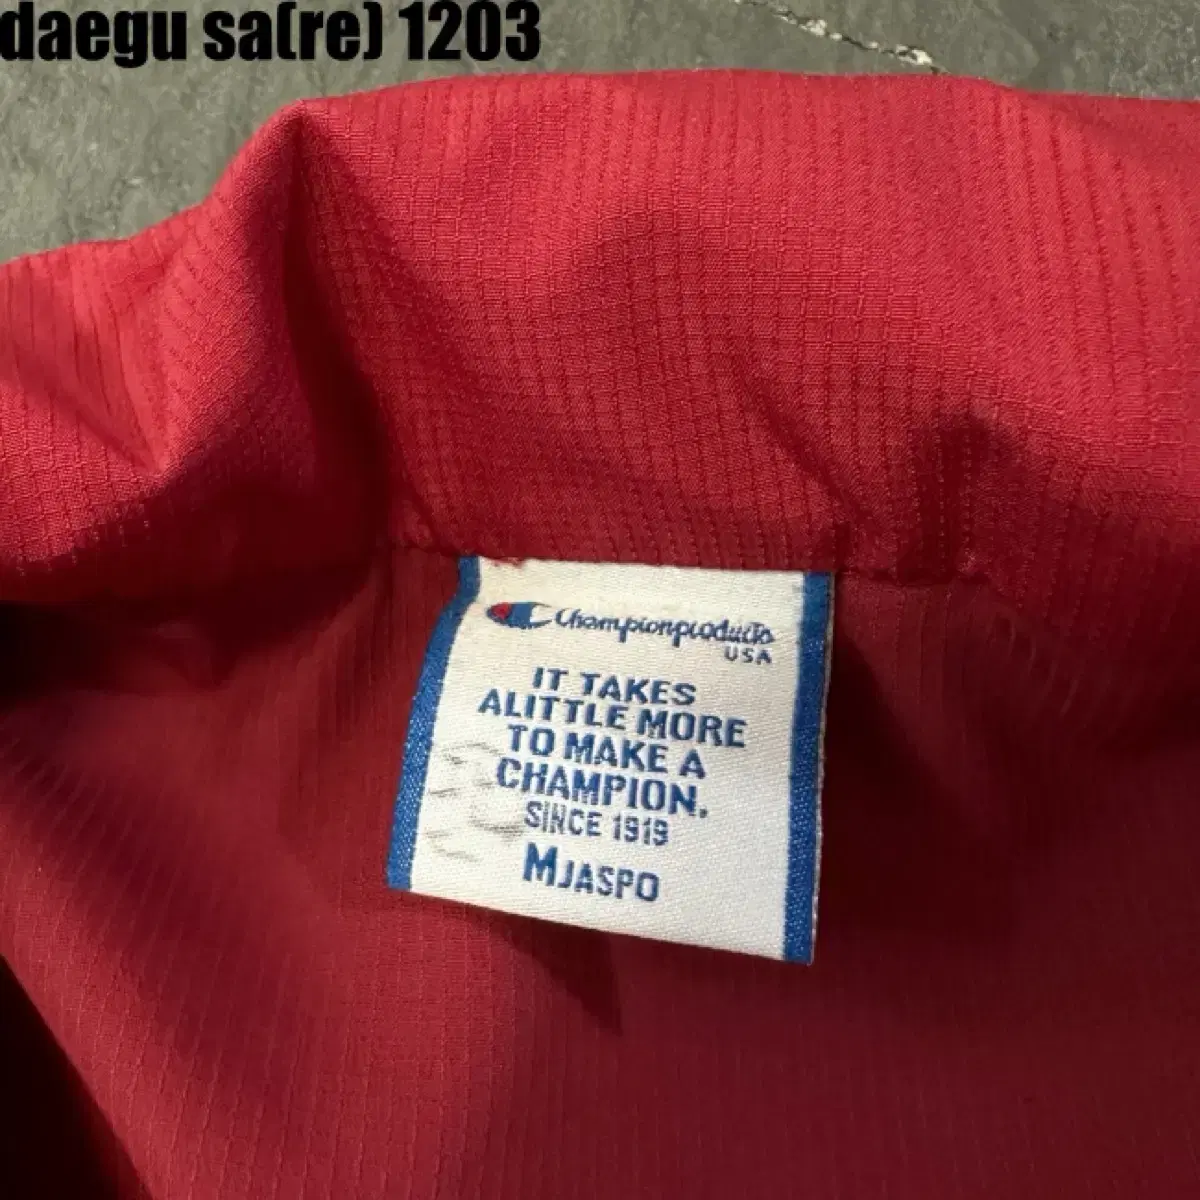 daegu sa(re) 1203
Championproducts
USA
IT TAKES
ALITTLE MORE
TO MAKE A
CHAMPION.
SINCE 1919
MJASPO